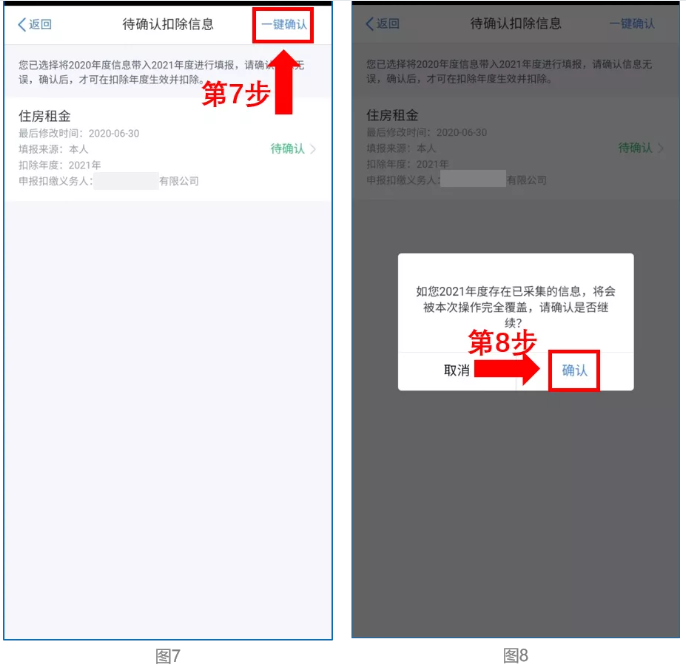 返回
待确认扣除信息
一键确认
您已选择将2020年度信息带入2021年度进行填报，请确认
无
误，确认后，才可在扣除年度生效并扣除。
第7步
住房租金
最后修改时间：2020-06-30
填报来源：本人
待确认
扣除年度：2021年
申报扣缴义务人：
有限公司
图7
返回
待确认扣除信息
一键确认
您已选择将2020年度信息带入2021年度进行填报，请确认信息无
误，确认后，才可在扣除年度生效并扣除。
住房租金
最后修改时间：2020-06-30
填报来源：本人
待确认
扣除年度：2021年
申报扣缴义务人：
有限公司
如您2021年度存在已采集的信息，将会
被本次操作完全覆盖，请确认是否继
续？
第8步
取消
确认
图8